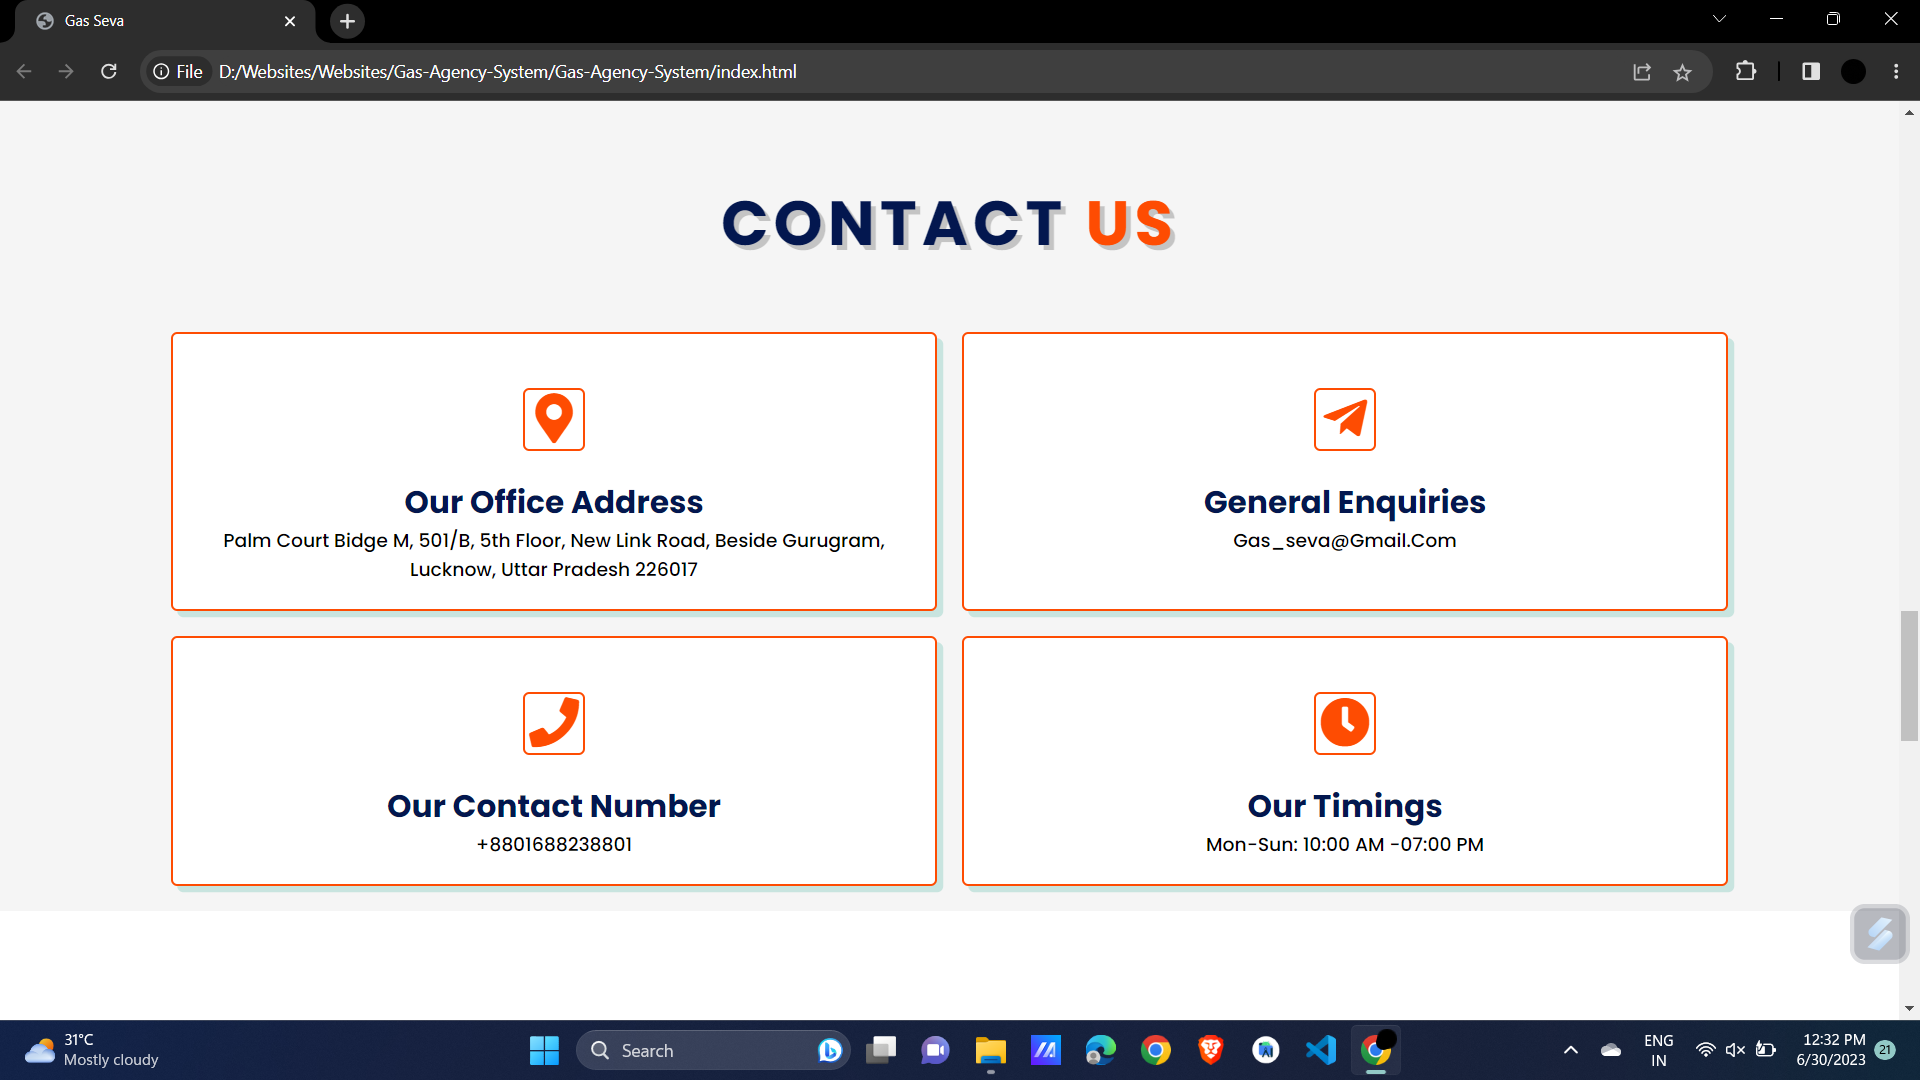 Gas Seva
File
D:/Websites/Websites/Gas-Agency-System/Gas-Agency-System/index.html
CONTACT US
Our Office Address
Palm Court Bidge M, 501/B, 5th Floor, New Link Road, Beside Gurugram,
Lucknow, Uttar Pradesh 226017
General Enquiries
Gas_seva@Gmail.Com
Our Contact Number
+8801688238801
Our Timings
Mon-Sun: 10:00 AM -07:00 PM
31°C
Mostly cloudy
Search
ENG
IN
12:32 PM
6/30/2023
21